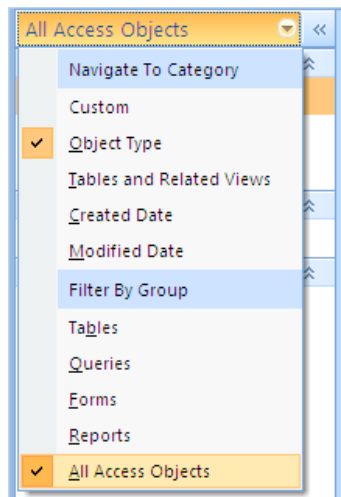 All Access Objects
Navigate To Category
Custom
Object Type
Tables and Related Views
Created Date
Modified Date
Filter By Group
Tables
Queries
Forms
Reports
All Access Objects